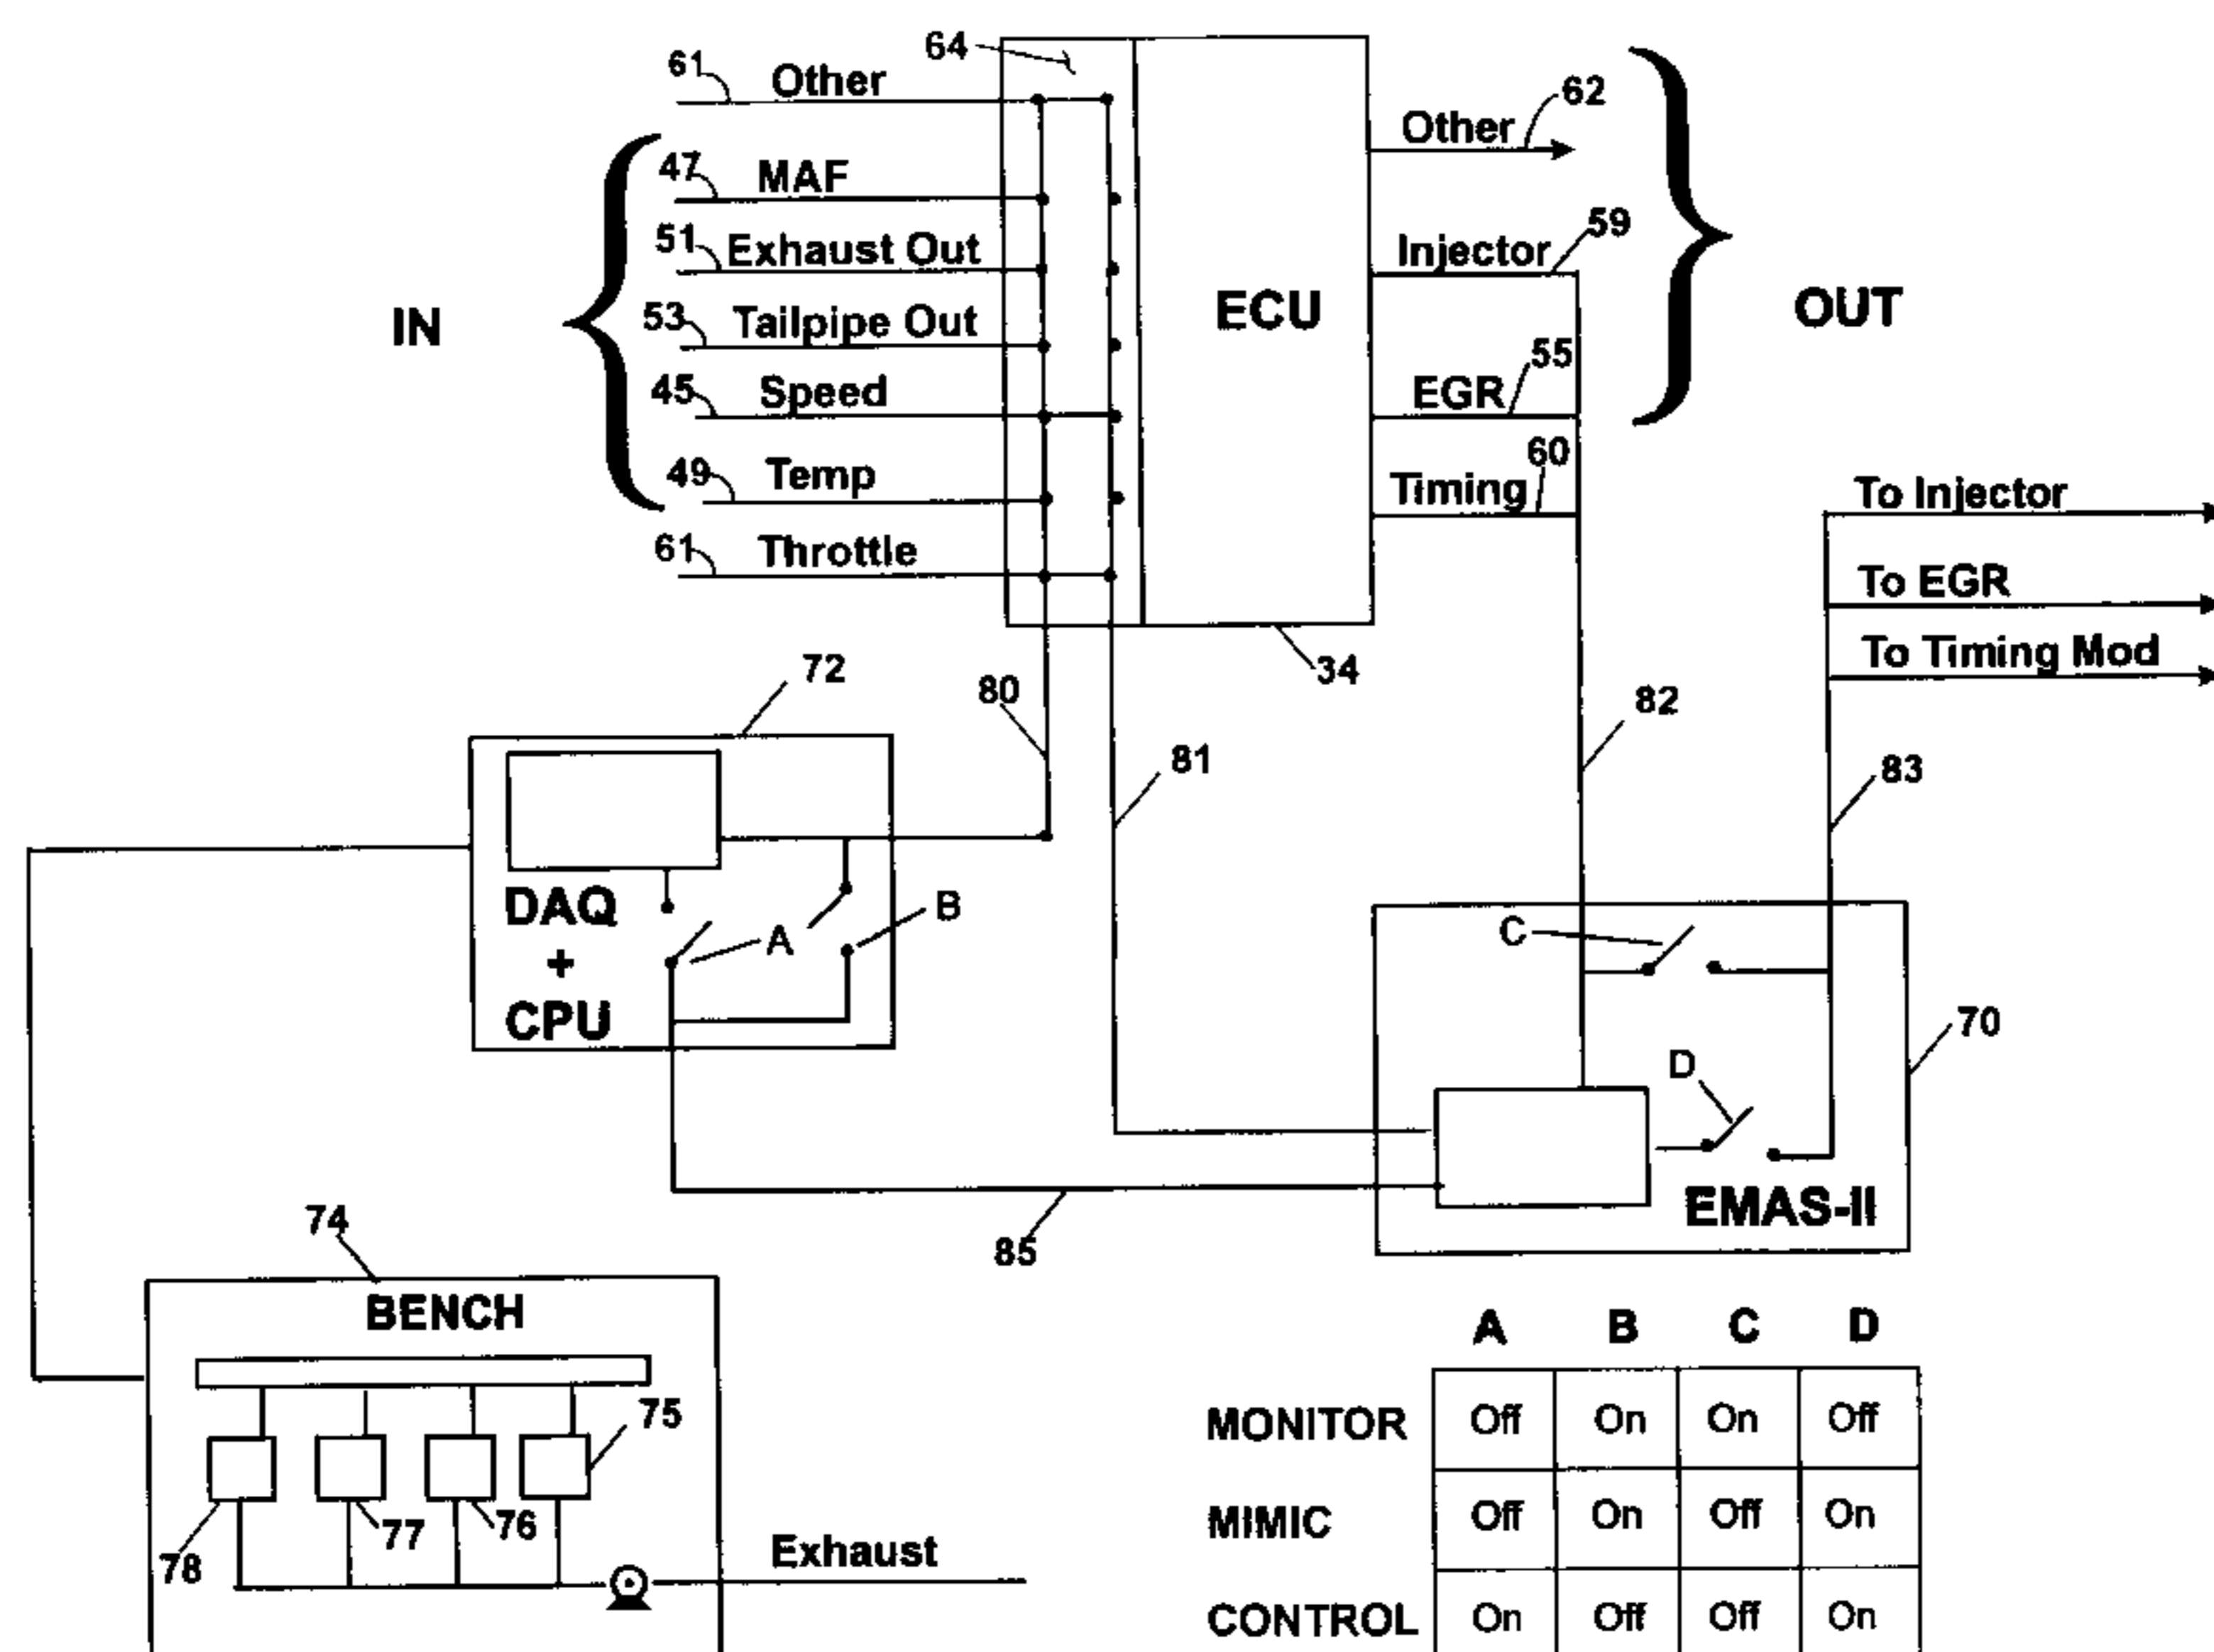 64
61 Other
62
Other
47 MAF
59
51 Exhaust Out
Injector
ECU
IN
OUT
53 Tailpipe Out
55
45 Speed
EGR
60
49 Temp
Timing
To Injector
61 Throttle
To EGR
To Timing Mod
34
72
80
82
81
83
DAQ
+
CPU
A
B
C
70
D
EMAS-II
85
74
BENCH
75
76
77
78
Exhaust
A B C D
MONITOR Off On On Off
MIMIC Off On Off On
CONTROL On Off Off On